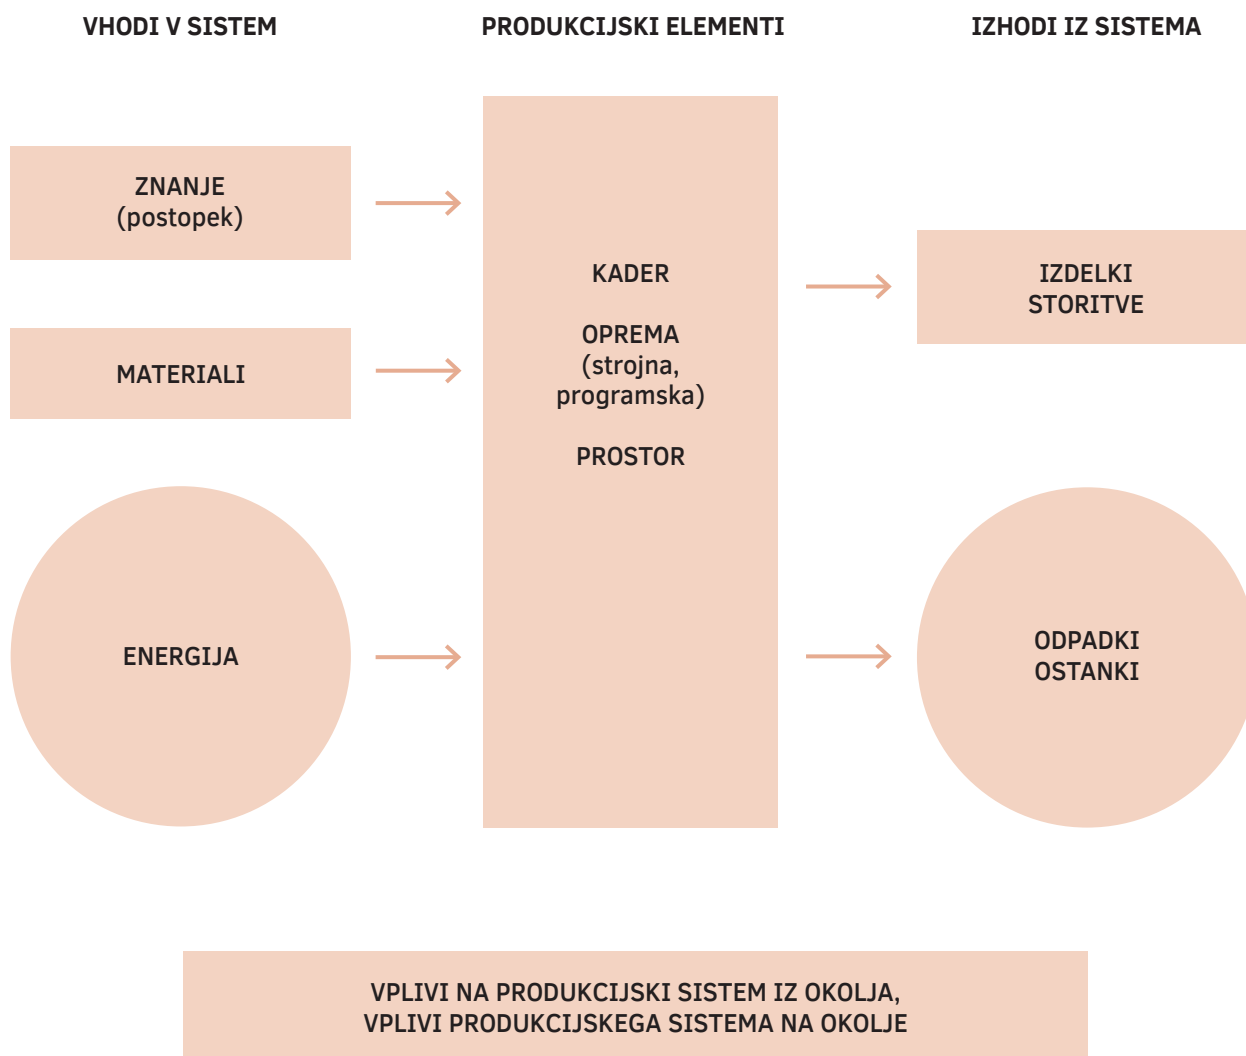 VHODI V SISTEM
PRODUKCIJSKI ELEMENTI
IZHODI IZ SISTEMA
ZNANJE
(postopek)
MATERIALI
ENERGIJA
KADER
OPREMA
(strojna,
programska)
PROSTOR
IZDELKI
STORITVE
ODPADKI
OSTANKI
VPLIVI NA PRODUKCIJSKI SISTEM IZ OKOLJA,
VPLIVI PRODUKCIJSKEGA SISTEMA NA OKOLJE